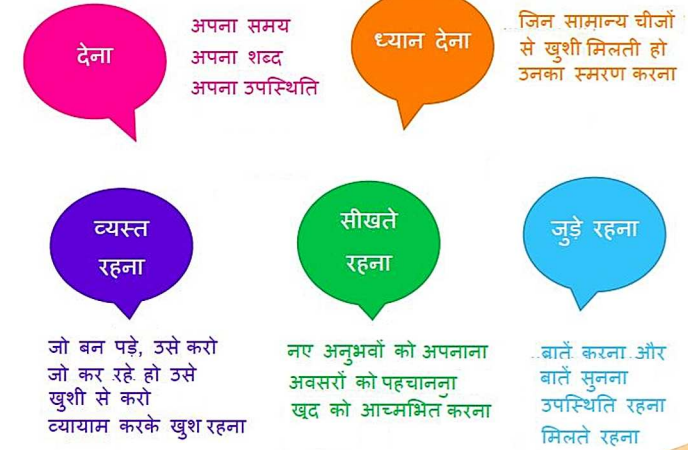 देना
अपना समय
अपना शब्द
अपना उपस्थिति
ध्यान देना
जिन सामान्य चीजों
से खुशी मिलती हो
उनका स्मरण करना
व्यस्त
रहना
जो बन पड़े, उसे करो
जो कर रहे हो उसे
खुशी से करो
व्यायाम करके खुश रहना
सीखते
रहना
नए अनुभवों को अपनाना
अवसरों को पहचानना
खुद को आच्मभित करना
जुड़े रहना
बातें करना और
बातें सुनना
उपस्थिति रहना
मिलते रहना